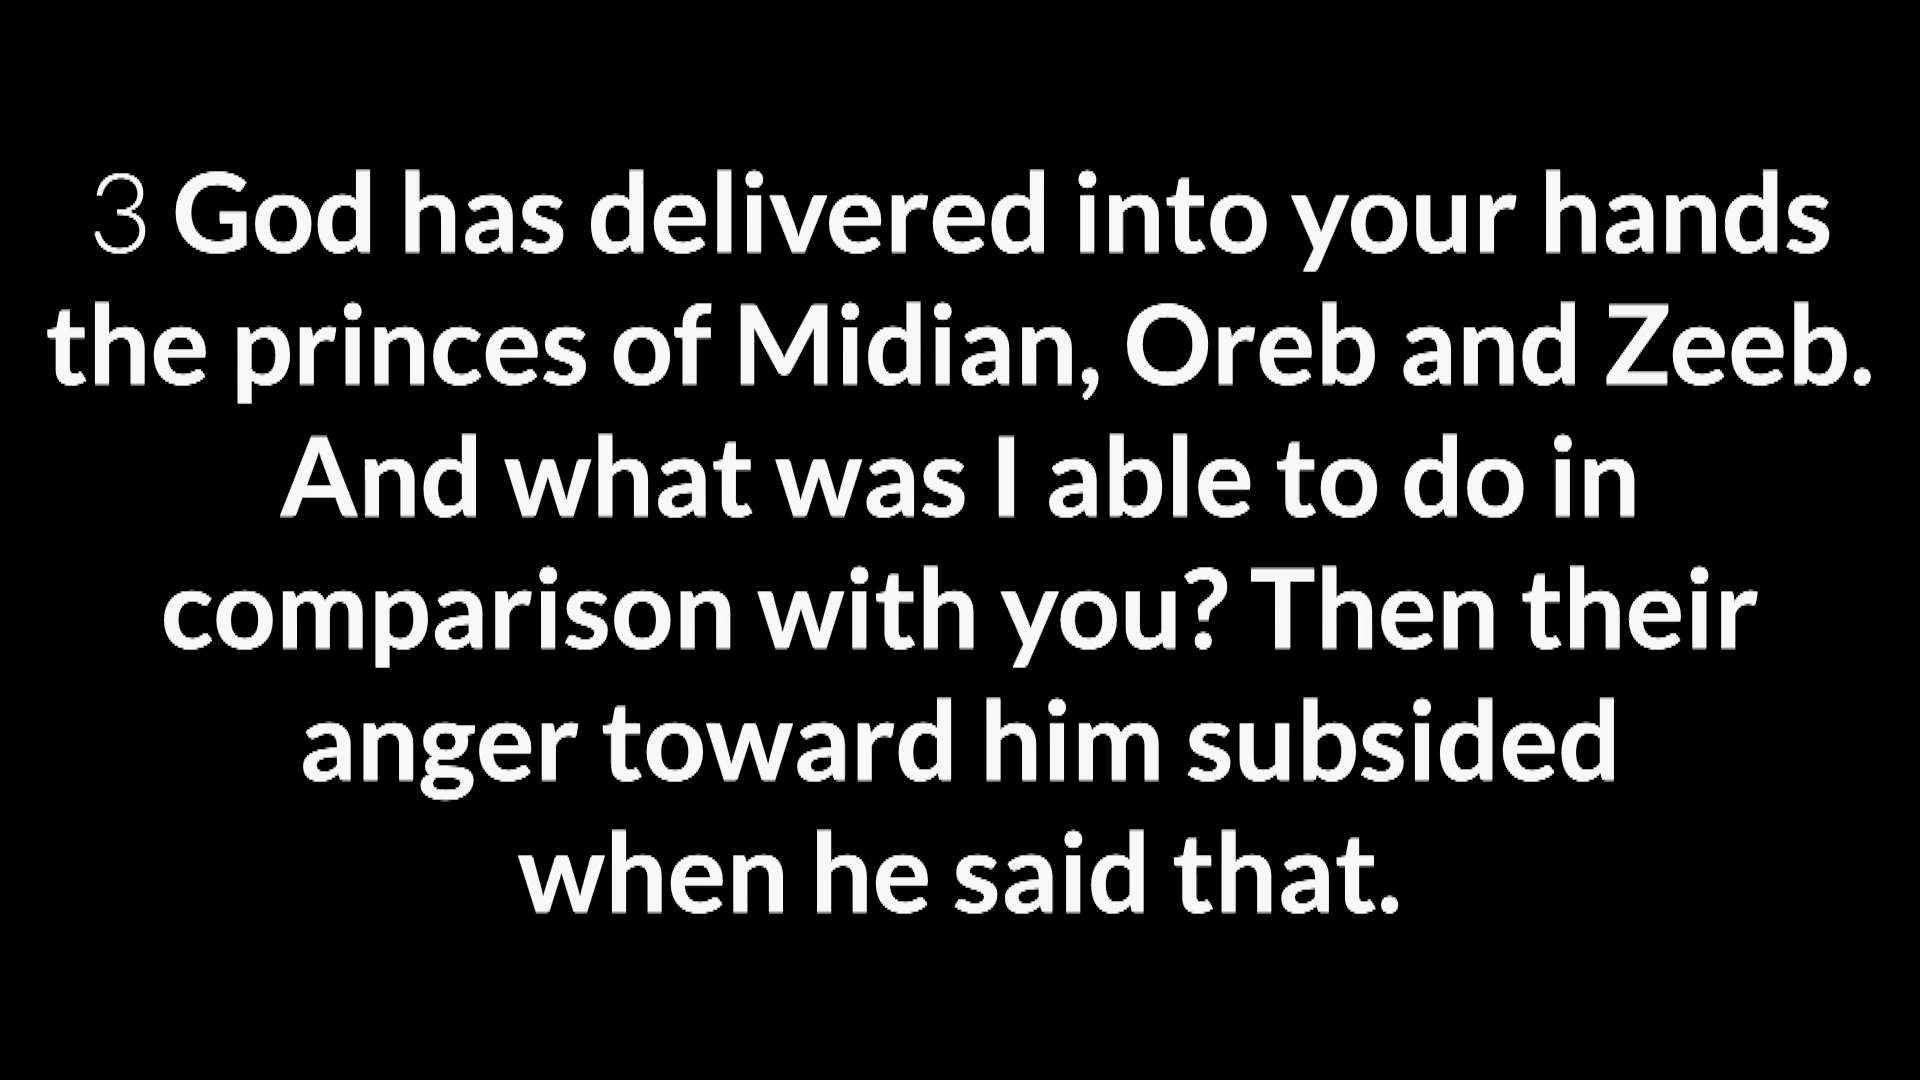 3 God has delivered into your hands
the princes of Midian, Oreb and Zeeb.
And what was I able to do in
comparison with you? Then their
anger toward him subsided
when he said that.